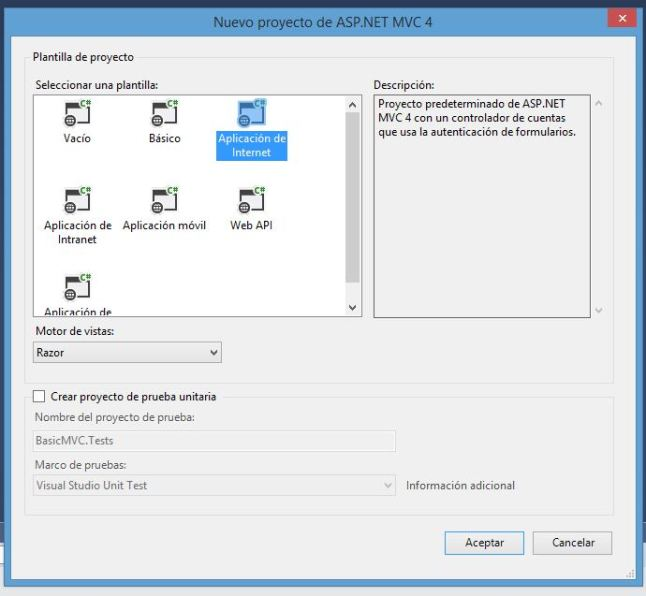 Nuevo proyecto de ASP.NET MVC 4
Plantilla de proyecto
Seleccionar una plantilla:
Vacío
Básico
Aplicación de
Internet
Aplicación de
Intranet
Aplicación móvil
Web API
Aplicación de
Descripción:
Proyecto predeterminado de ASP.NET
MVC 4 con un controlador de cuentas
que usa la autenticación de formularios.
Motor de vistas:
Razor
Crear proyecto de prueba unitaria
Nombre del proyecto de prueba:
BasicMVC.Tests
Marco de pruebas:
Visual Studio Unit Test
Información adicional
Aceptar
Cancelar